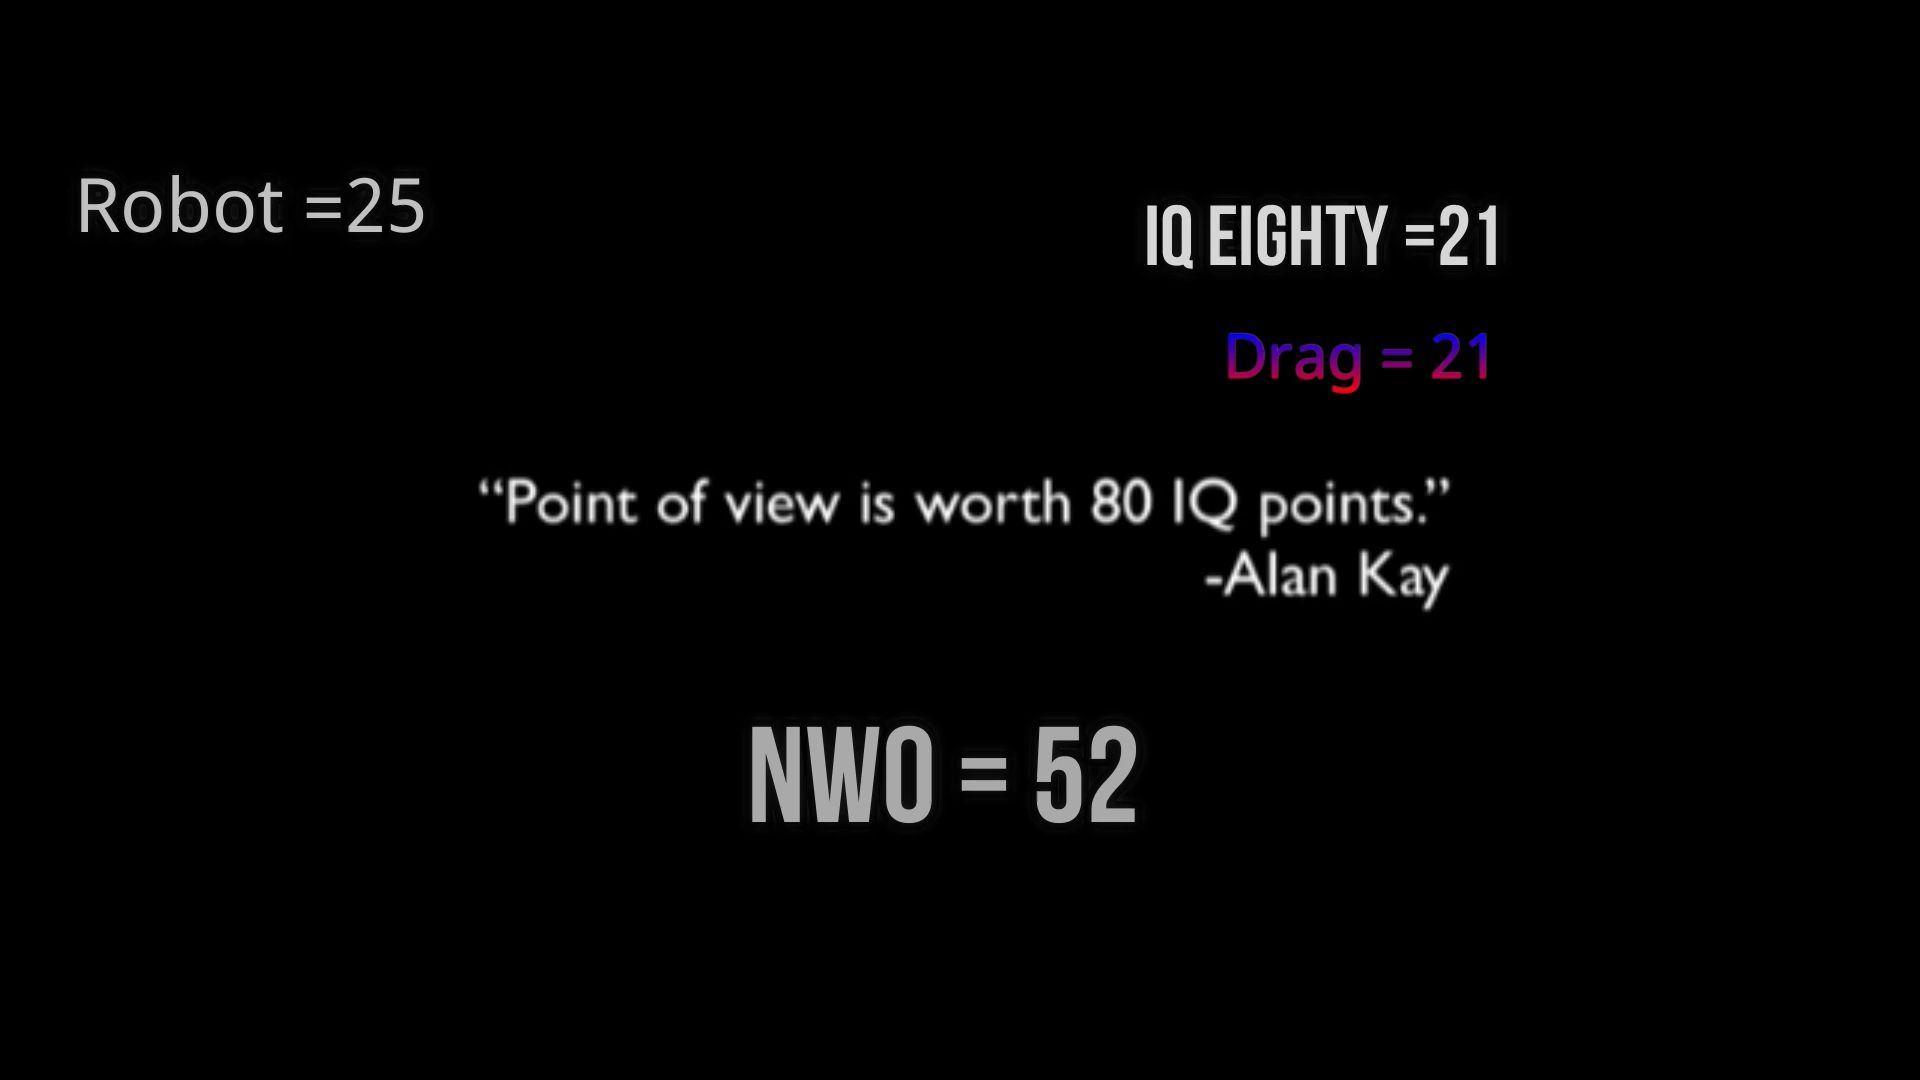 Robot =25
IQ EIGHTY =21
Drag = 21
“Point of view is worth 80 IQ points.”
-Alan Kay
NWO = 52